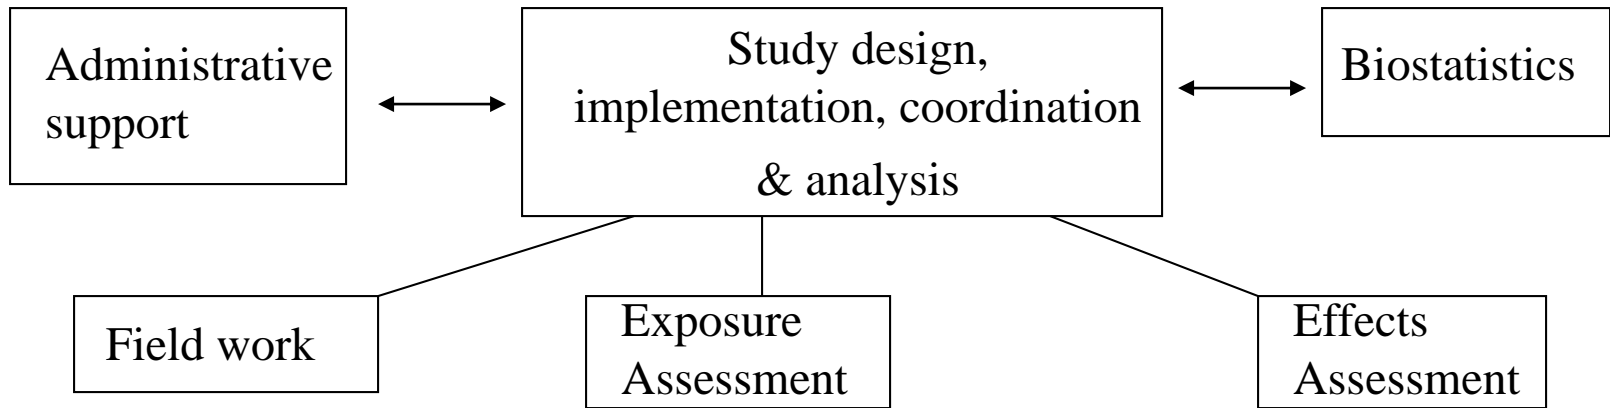 Administrative
support
Study design,
implementation, coordination
& analysis
Biostatistics
Field work
Exposure
Assessment
Effects
Assessment